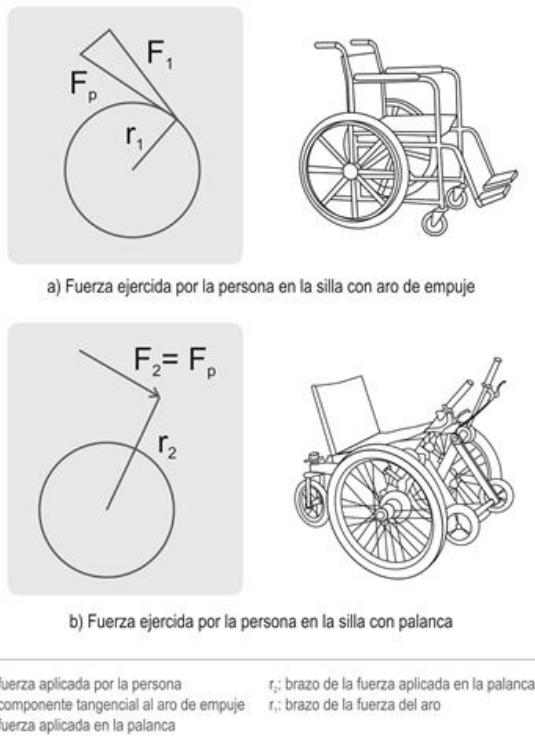 F₁
Fₚ
r₁
a) Fuerza ejercida por la persona en la silla con aro de empuje
F₂= Fₚ
r₂
b) Fuerza ejercida por la persona en la silla con palanca
fuerza aplicada por la persona
componente tangencial al aro de empuje
fuerza aplicada en la palanca
r₂: brazo de la fuerza aplicada en la palanca
r₁: brazo de la fuerza del aro